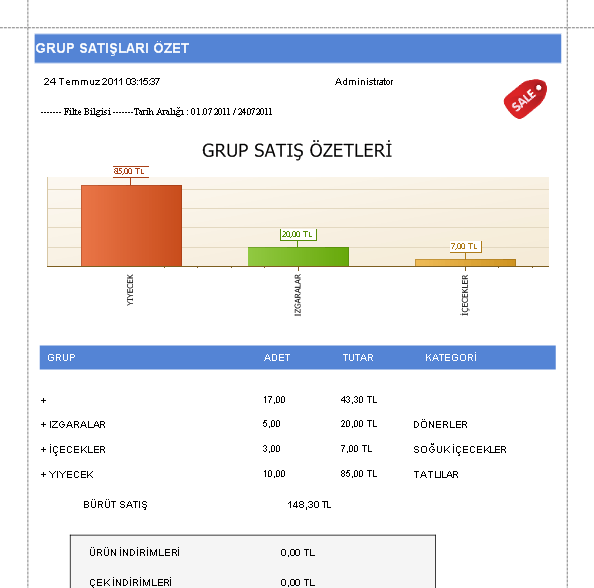 GRUP SATIŞLARI ÖZET
24 Temmuz 2011 03:15:37 Administrator
SALE
------- Filte Bilgisi -------Tarih Aralığı : 01.07.2011 / 24072011
GRUP SATIŞ ÖZETLERİ
85,00 TL
20,00 TL
7,00 TL
YIYECEK
IZGARALAR
İÇECEKLER
GRUP ADET TUTAR KATEGORİ
+ 17,00 43,30 TL
+ IZGARALAR 5,00 20,00 TL DÖNERLER
+ İÇECEKLER 3,00 7,00 TL SOĞUK İÇECEKLER
+ YIYECEK 10,00 85,00 TL TATLILAR
BÜRÜT SATIŞ 148,30 TL
ÜRÜN İNDİRİMLERİ 0,00 TL
ÇEK İNDİRİMLERİ 0,00 TL